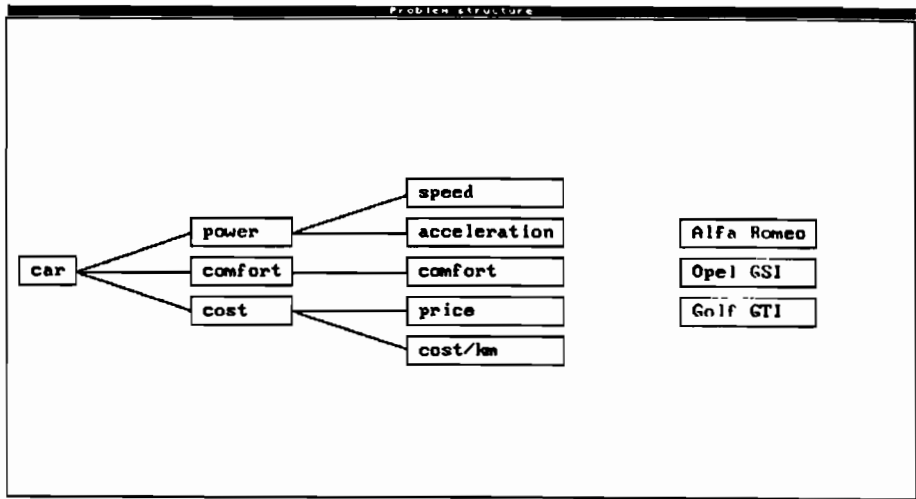 Problem structure
speed
power
acceleration
Alfa Romeo
car
comfort
comfort
Opel GSI
cost
price
Golf GTI
cost/km